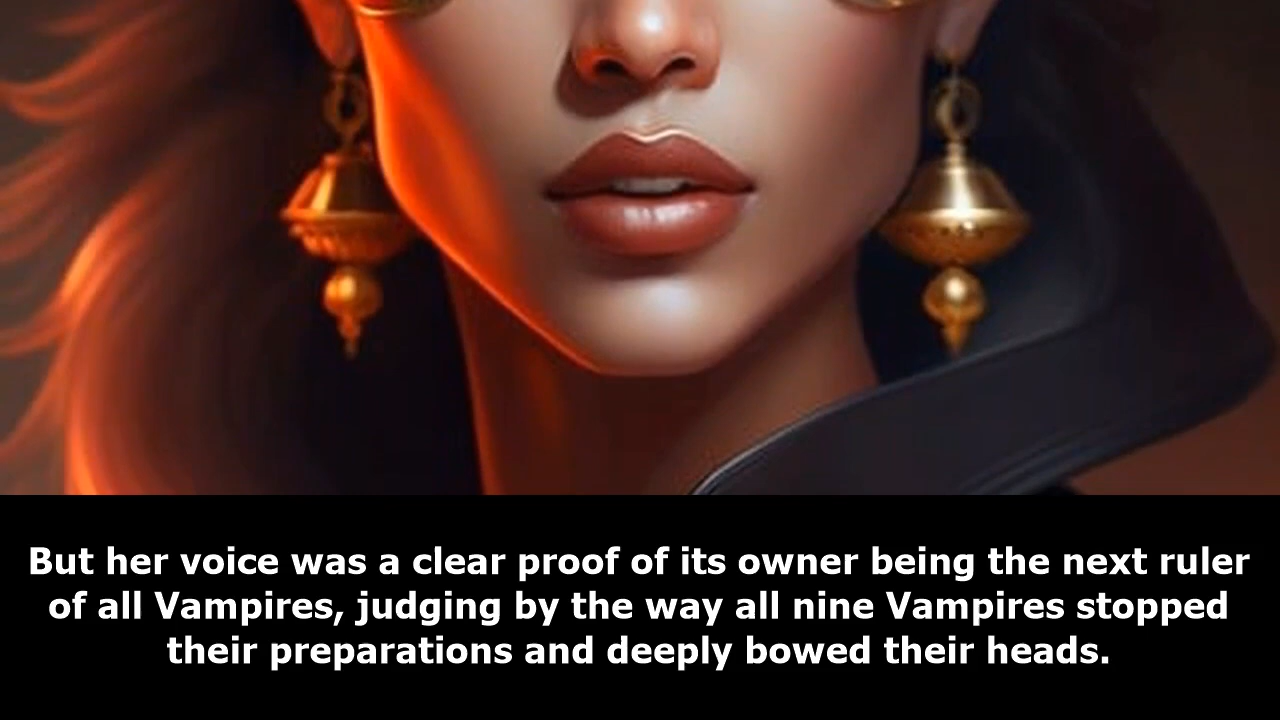 But her voice was a clear proof of its owner being the next ruler
of all Vampires, judging by the way all nine Vampires stopped
their preparations and deeply bowed their heads.